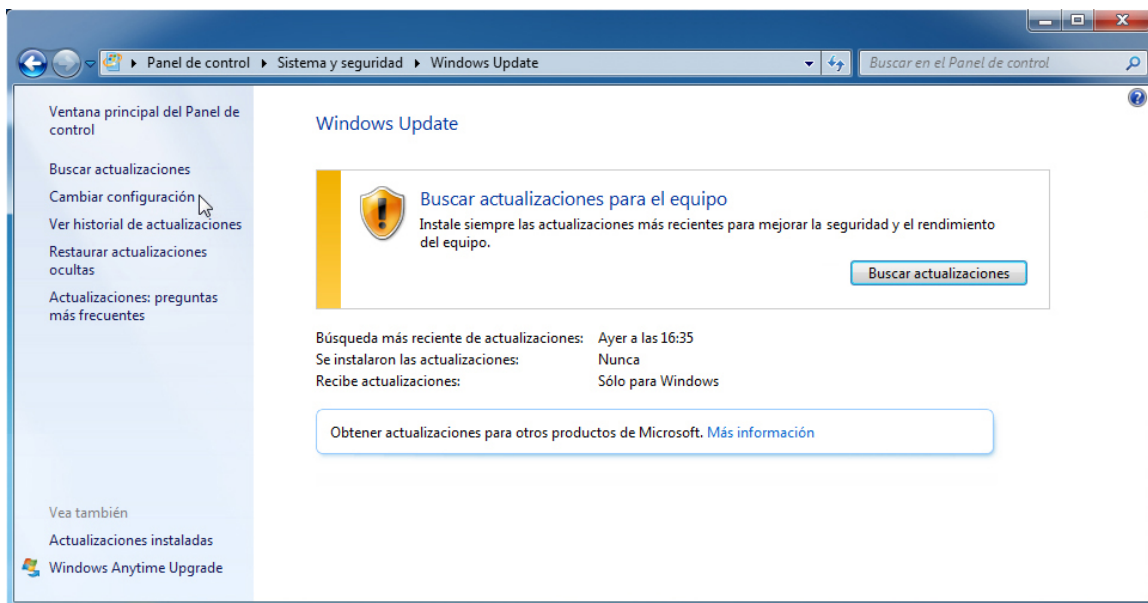 Panel de control ▸ Sistema y seguridad ▸ Windows Update
Buscar en el Panel de control
Ventana principal del Panel de
control
Buscar actualizaciones
Cambiar configuración
Ver historial de actualizaciones
Restaurar actualizaciones
ocultas
Actualizaciones: preguntas
más frecuentes
Vea también
Actualizaciones instaladas
Windows Anytime Upgrade
Windows Update
Buscar actualizaciones para el equipo
Instale siempre las actualizaciones más recientes para mejorar la seguridad y el rendimiento
del equipo.
Buscar actualizaciones
Búsqueda más reciente de actualizaciones: Ayer a las 16:35
Se instalaron las actualizaciones: Nunca
Recibe actualizaciones: Sólo para Windows
Obtener actualizaciones para otros productos de Microsoft. Más información